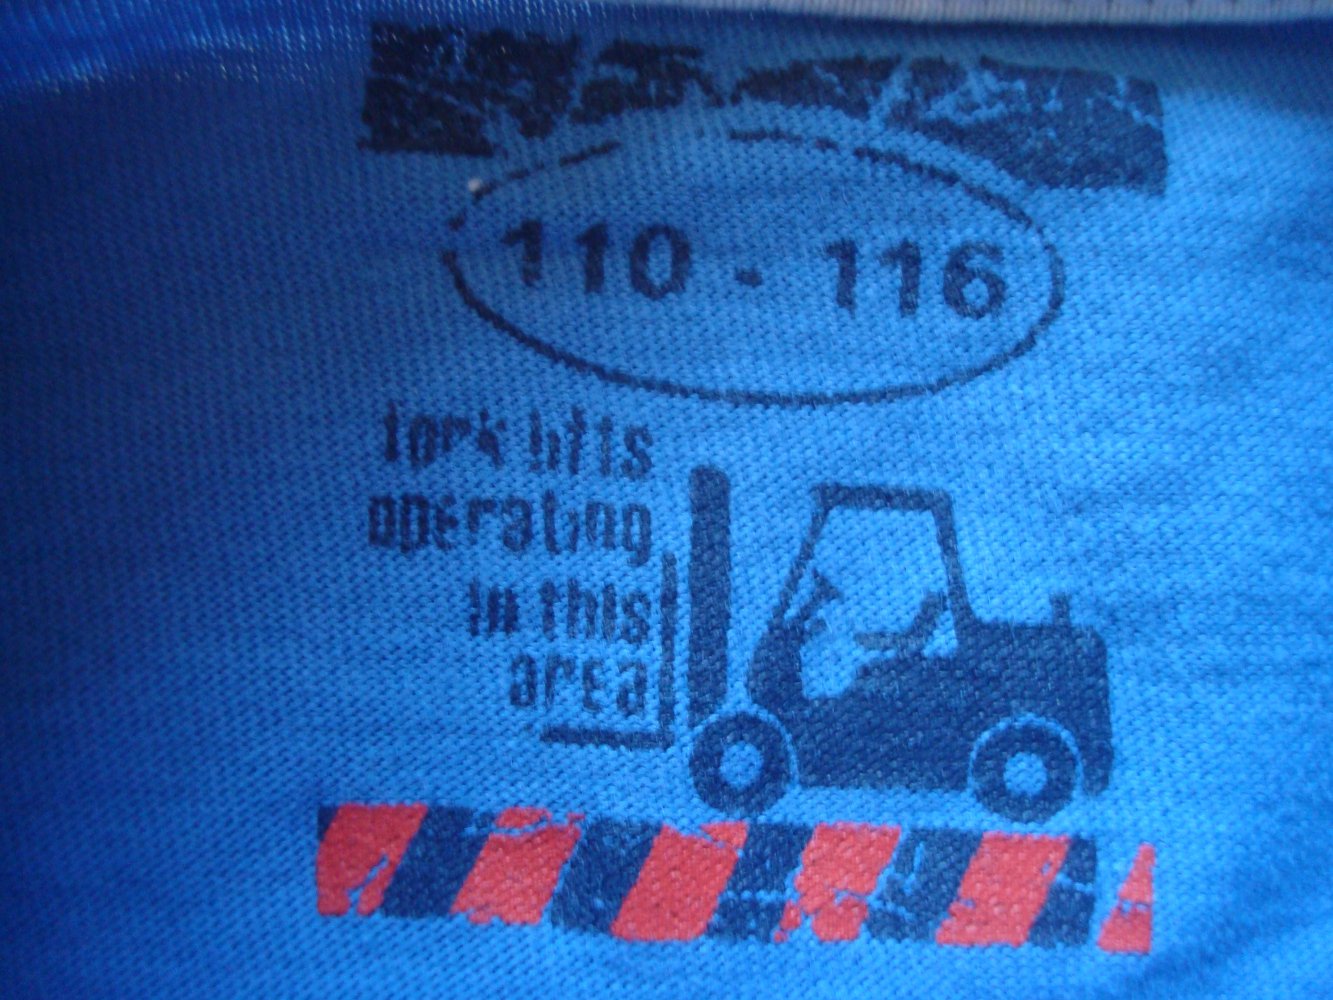 110 - 116
fork lifts
operating
in this
area